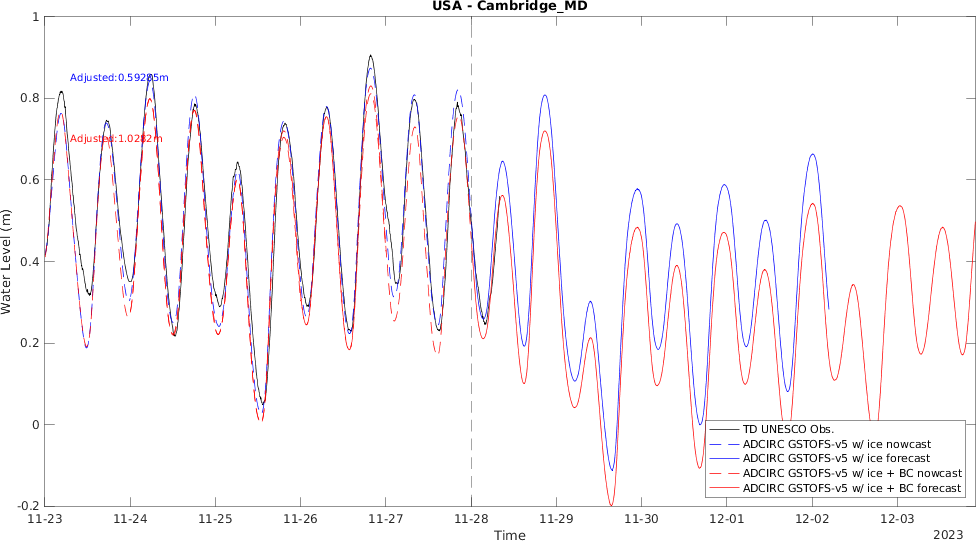 USA - Cambridge_MD
1
0.8
0.6
0.4
0.2
0
-0.2
Water Level (m)
Adjusted:0.59285m
Adjusted:1.0282m
TD UNESCO Obs.
ADCIRC GSTOFS-v5 w/ ice nowcast
ADCIRC GSTOFS-v5 w/ ice forecast
ADCIRC GSTOFS-v5 w/ ice + BC nowcast
ADCIRC GSTOFS-v5 w/ ice + BC forecast
11-23 11-24 11-25 11-26 11-27 11-28 11-29 11-30 12-01 12-02 12-03
Time
2023